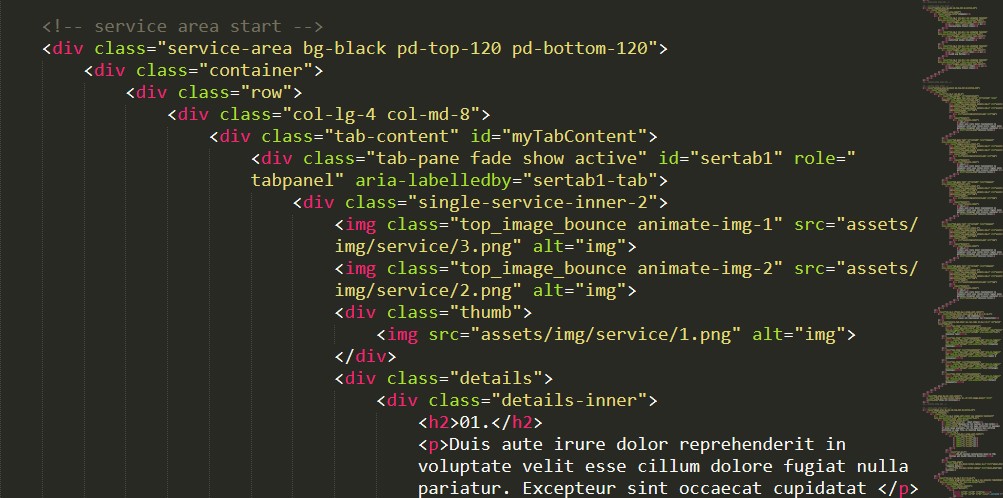 <!-- service area start -->
<div class="service-area bg-black pd-top-120 pd-bottom-120">
<div class="container">
<div class="row">
<div class="col-lg-4 col-md-8">
<div class="tab-content" id="myTabContent">
<div class="tab-pane fade show active" id="sertab1" role="
tabpanel" aria-labelledby="sertab1-tab">
<div class="single-service-inner-2">
<img class="top_image_bounce animate-img-1" src="assets/
img/service/3.png" alt="img">
<img class="top_image_bounce animate-img-2" src="assets/
img/service/2.png" alt="img">
<div class="thumb">
<img src="assets/img/service/1.png" alt="img">
</div>
<div class="details">
<div class="details-inner">
<h2>01.</h2>
<p>Duis aute irure dolor reprehenderit in
voluptate velit esse cillum dolore fugiat nulla
pariatur. Excepteur sint occaecat cupidatat </p>